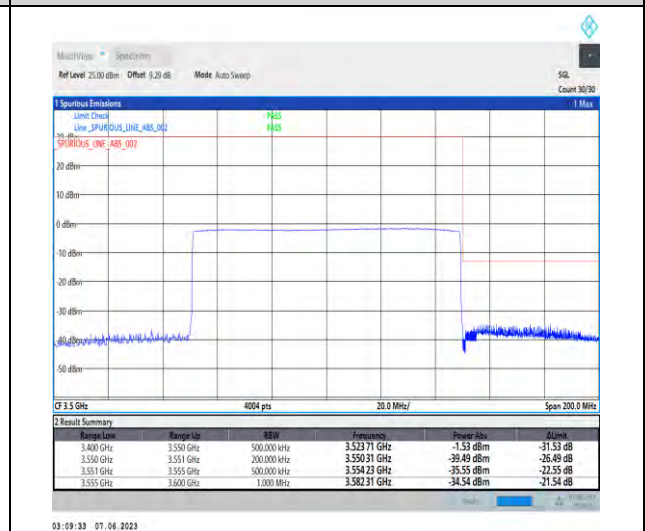 MultiView Spectrum
Ref Level 25.00 dBm Offset 9.29 dB Mode Auto Sweep SGL
Count 30/30
1 Spurious Emissions 1 Max
Limit Check PASS
Line _SPURIOUS_LINE_ABS_002 PASS
_SPURIOUS_LINE_ABS_002
20 dBm
10 dBm
0 dBm
-10 dBm
-20 dBm
-30 dBm
-40 dBm
-50 dBm
CF 3.5 GHz 4004 pts 20.0 MHz/ Span 200.0 MHz
2 Result Summary
Range Low Range Up RBW Frequency Power Abs ΔLimit
3.400 GHz 3.550 GHz 500.000 kHz 3.52371 GHz -1.53 dBm -31.53 dB
3.550 GHz 3.551 GHz 200.000 kHz 3.55031 GHz -39.49 dBm -26.49 dB
3.551 GHz 3.555 GHz 500.000 kHz 3.55423 GHz -35.55 dBm -22.55 dB
3.555 GHz 3.600 GHz 1.000 MHz 3.58231 GHz -34.54 dBm -21.54 dB
03:09:33 07.06.2023